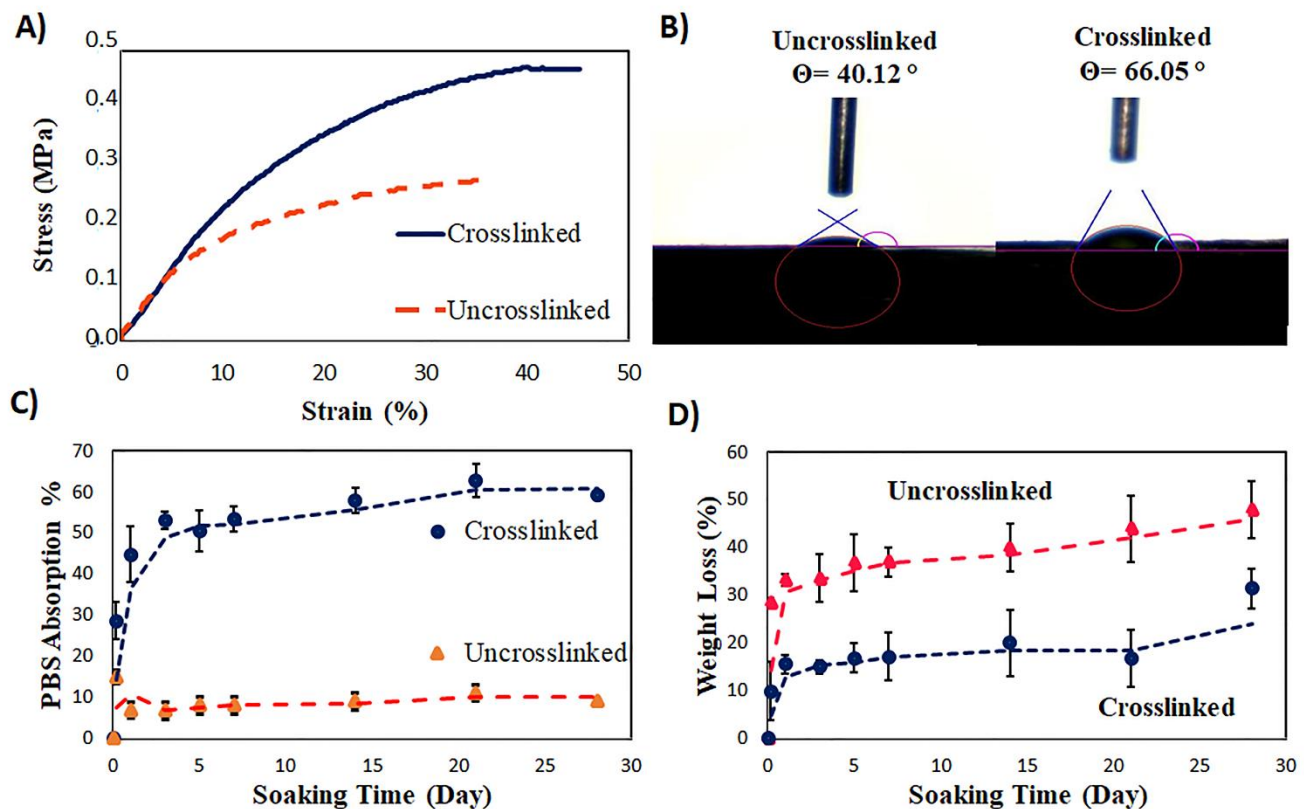 A)
0.5
0.4
0.3
0.2
0.1
0.0
Stress (MPa)
Crosslinked
Uncrosslinked
0 10 20 30 40 50
Strain (%)
B)
Uncrosslinked
Θ= 40.12 °
Crosslinked
Θ= 66.05 °
C)
70
60
50
40
30
20
10
0
PBS Absorption %
Crosslinked
Uncrosslinked
0 5 10 15 20 25 30
Soaking Time (Day)
D)
60
50
40
30
20
10
0
Weight Loss (%)
Uncrosslinked
Crosslinked
0 5 10 15 20 25 30
Soaking Time (Day)